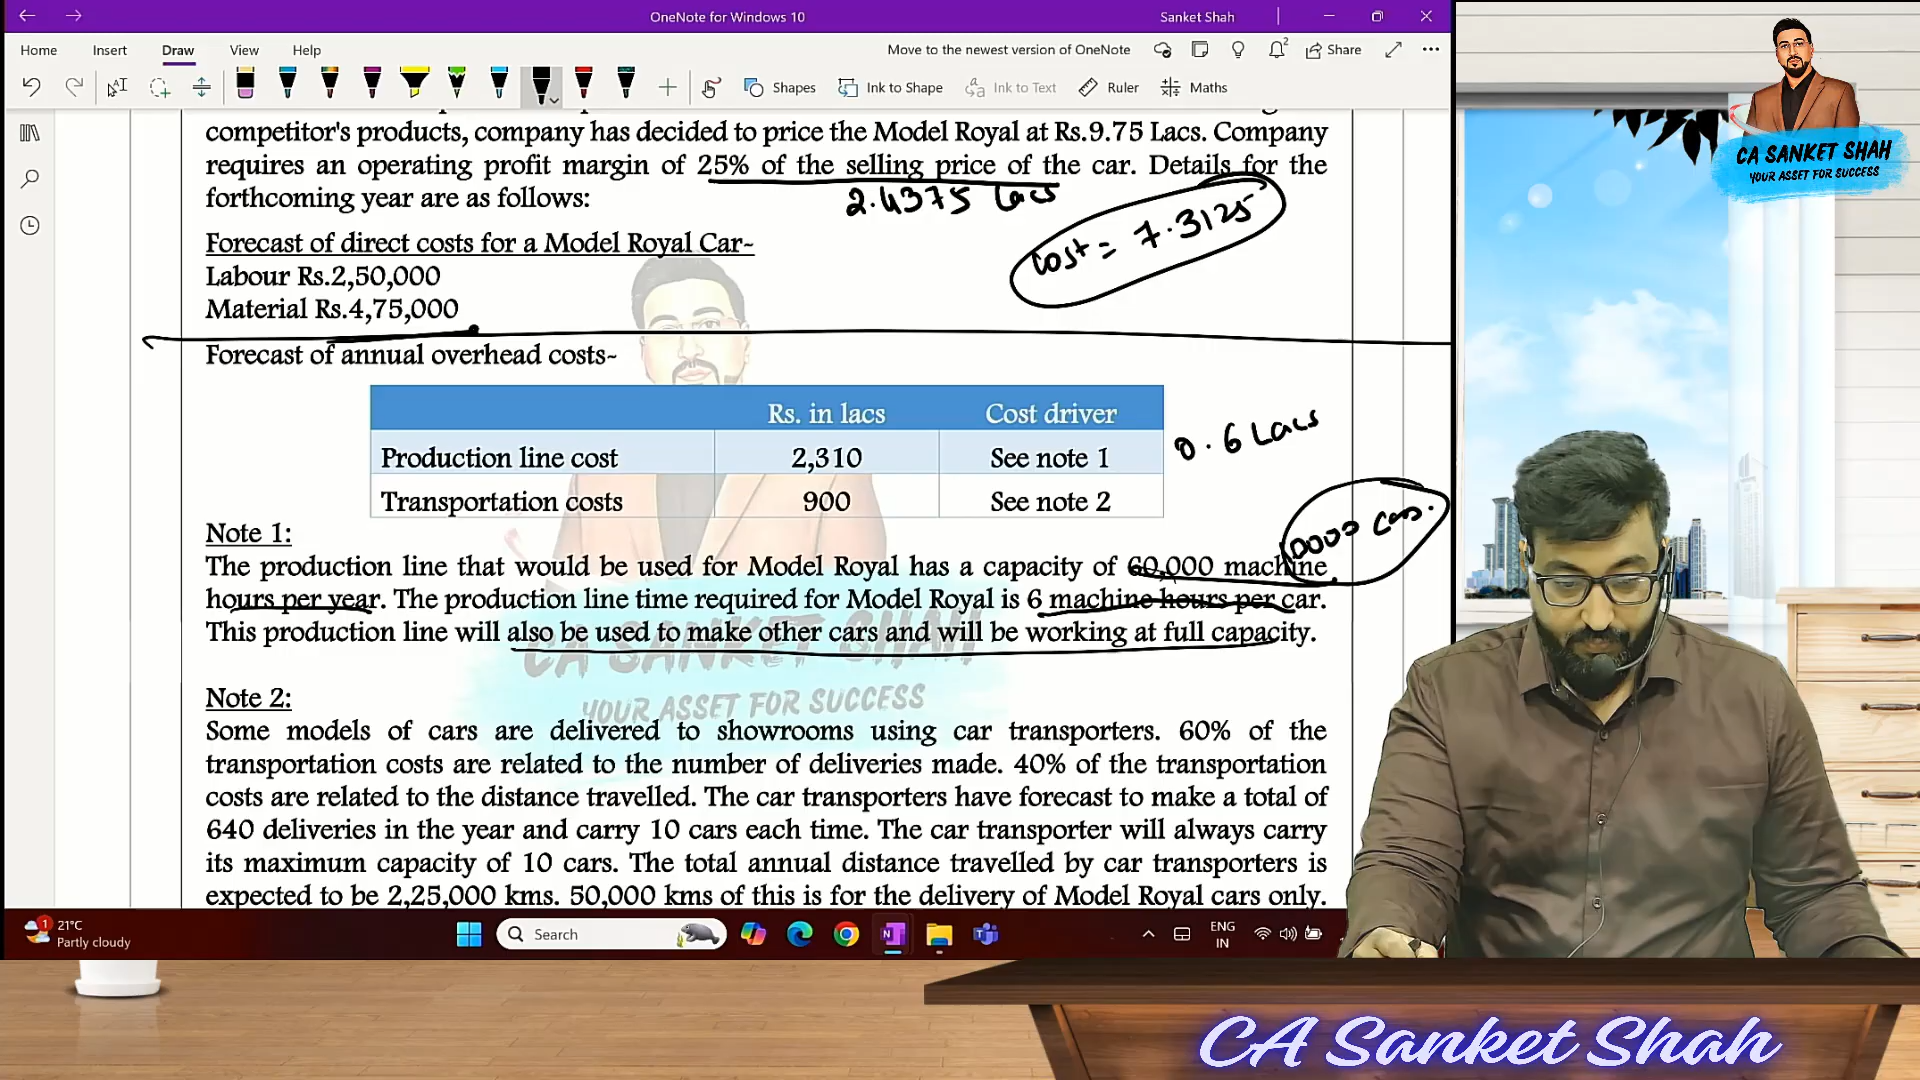 OneNote for Windows 10
Sanket Shah
Home Insert Draw View Help
Move to the newest version of OneNote
2
Share
Shapes
Ink to Shape
Ink to Text
Ruler
Maths
competitor's products, company has decided to price the Model Royal at Rs.9.75 Lacs. Company
requires an operating profit margin of 25% of the selling price of the car. Details for the
forthcoming year are as follows:
2.4375 Lacs
Cost = 7.3125
Forecast of direct costs for a Model Royal Car-
Labour Rs.2,50,000
Material Rs.4,75,000
Forecast of annual overhead costs-
Rs. in lacs Cost driver
Production line cost 2,310 See note 1
Transportation costs 900 See note 2
0.6 Lacs
Note 1:
The production line that would be used for Model Royal has a capacity of 60,000 machine
hours per year. The production line time required for Model Royal is 6 machine hours per car.
This production line will also be used to make other cars and will be working at full capacity.
Note 2:
Some models of cars are delivered to showrooms using car transporters. 60% of the
transportation costs are related to the number of deliveries made. 40% of the transportation
costs are related to the distance travelled. The car transporters have forecast to make a total of
640 deliveries in the year and carry 10 cars each time. The car transporter will always carry
its maximum capacity of 10 cars. The total annual distance travelled by car transporters is
expected to be 2,25,000 kms. 50,000 kms of this is for the delivery of Model Royal cars only.
CA SANKET SHAH
YOUR ASSET FOR SUCCESS
CA SANKET SHAH
YOUR ASSET FOR SUCCESS
1
21°C
Partly cloudy
Search
ENG
IN
CA Sanket Shah